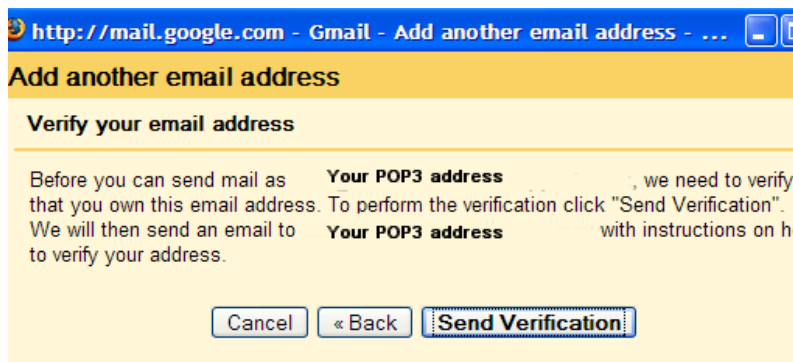 http://mail.google.com - Gmail - Add another email address - ...
Add another email address
Verify your email address
Before you can send mail as Your POP3 address , we need to verify
that you own this email address. To perform the verification click "Send Verification".
We will then send an email to Your POP3 address with instructions on h
to verify your address.
Cancel « Back Send Verification